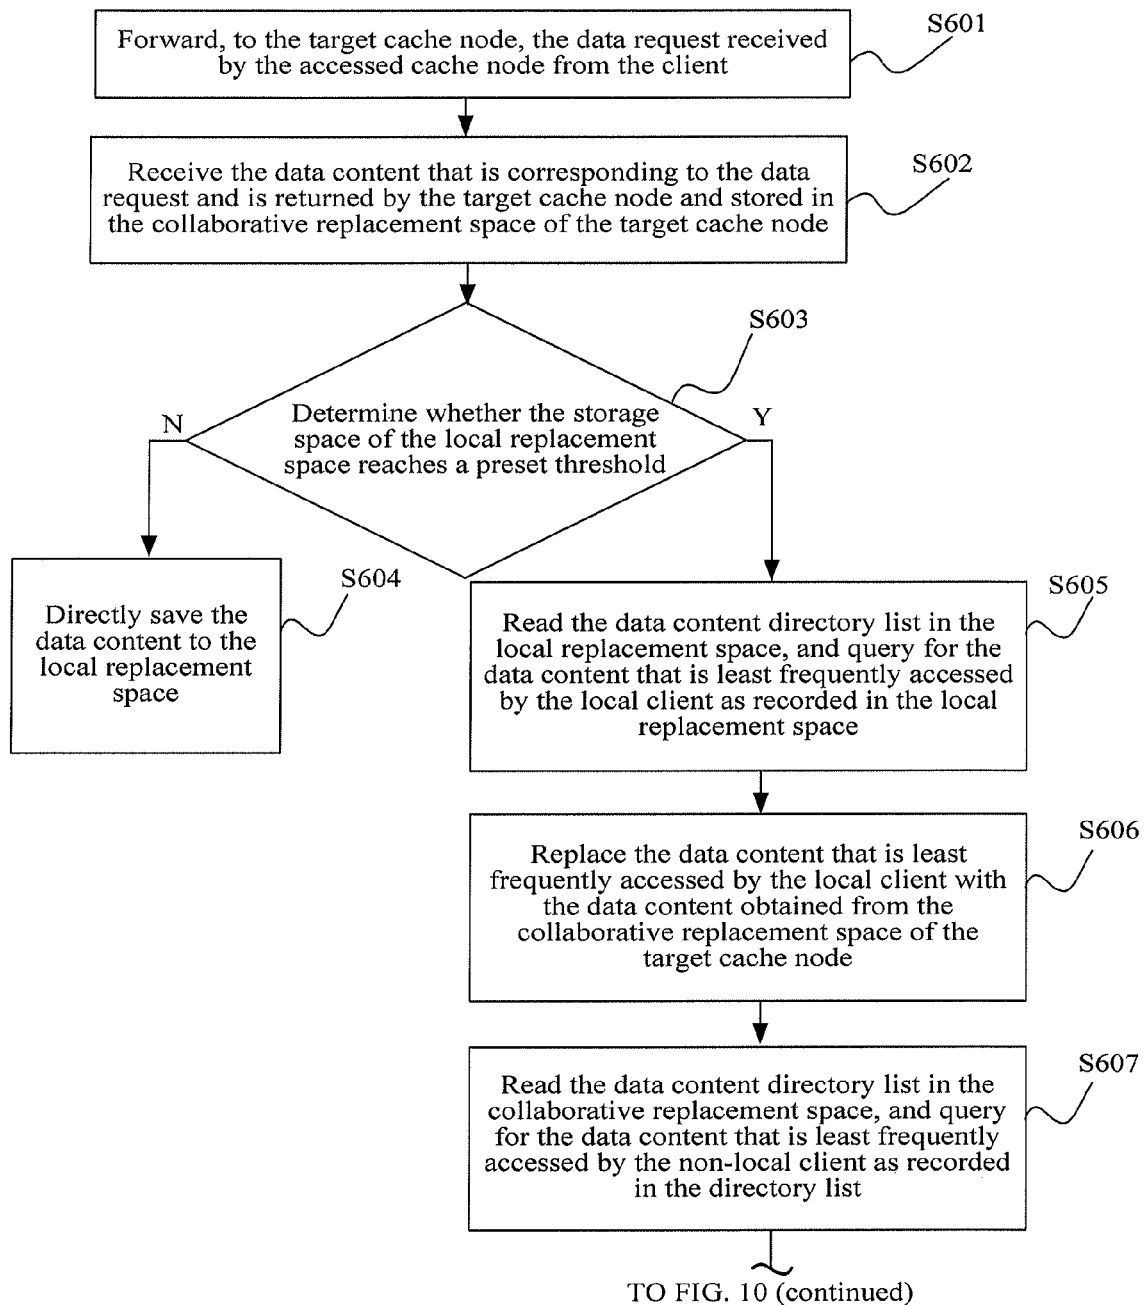 Forward, to the target cache node, the data request received
by the accessed cache node from the client
S601
Receive the data content that is corresponding to the data
request and is returned by the target cache node and stored in
the collaborative replacement space of the target cache node
S602
S603
Determine whether the storage
space of the local replacement
space reaches a preset threshold
N
Y
Directly save the
data content to the
local replacement
space
S604
Read the data content directory list in the
local replacement space, and query for the
data content that is least frequently accessed
by the local client as recorded in the local
replacement space
S605
Replace the data content that is least
frequently accessed by the local client with
the data content obtained from the
collaborative replacement space of the
target cache node
S606
Read the data content directory list in the
collaborative replacement space, and query
for the data content that is least frequently
accessed by the non-local client as recorded
in the directory list
S607
TO FIG. 10 (continued)